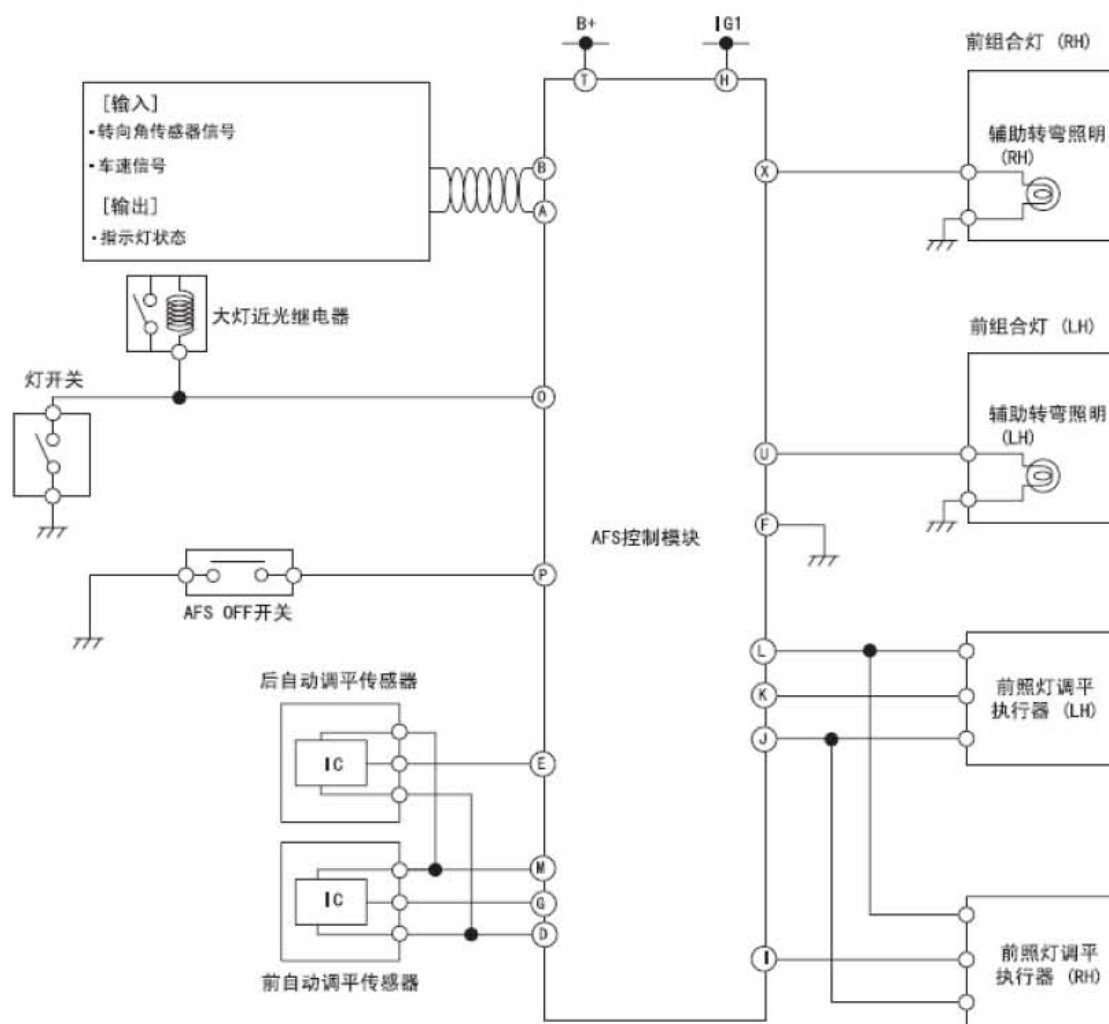 B+
IG1
T
H
[输入]
·转向角传感器信号
·车速信号
[输出]
·指示灯状态
B
A
大灯近光继电器
灯开关
O
AFS OFF开关
P
后自动调平传感器
IC
E
IC
M
G
D
前自动调平传感器
AFS控制模块
前组合灯 (RH)
辅助转弯照明
(RH)
X
前组合灯 (LH)
辅助转弯照明
(LH)
U
F
L
K
J
前照灯调平
执行器 (LH)
I
前照灯调平
执行器 (RH)